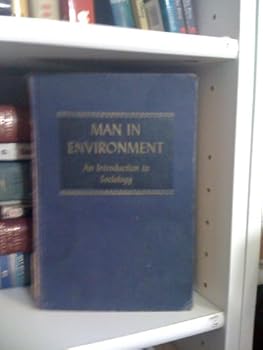 MAN IN
ENVIRONMENT
An Introduction to
Sociology